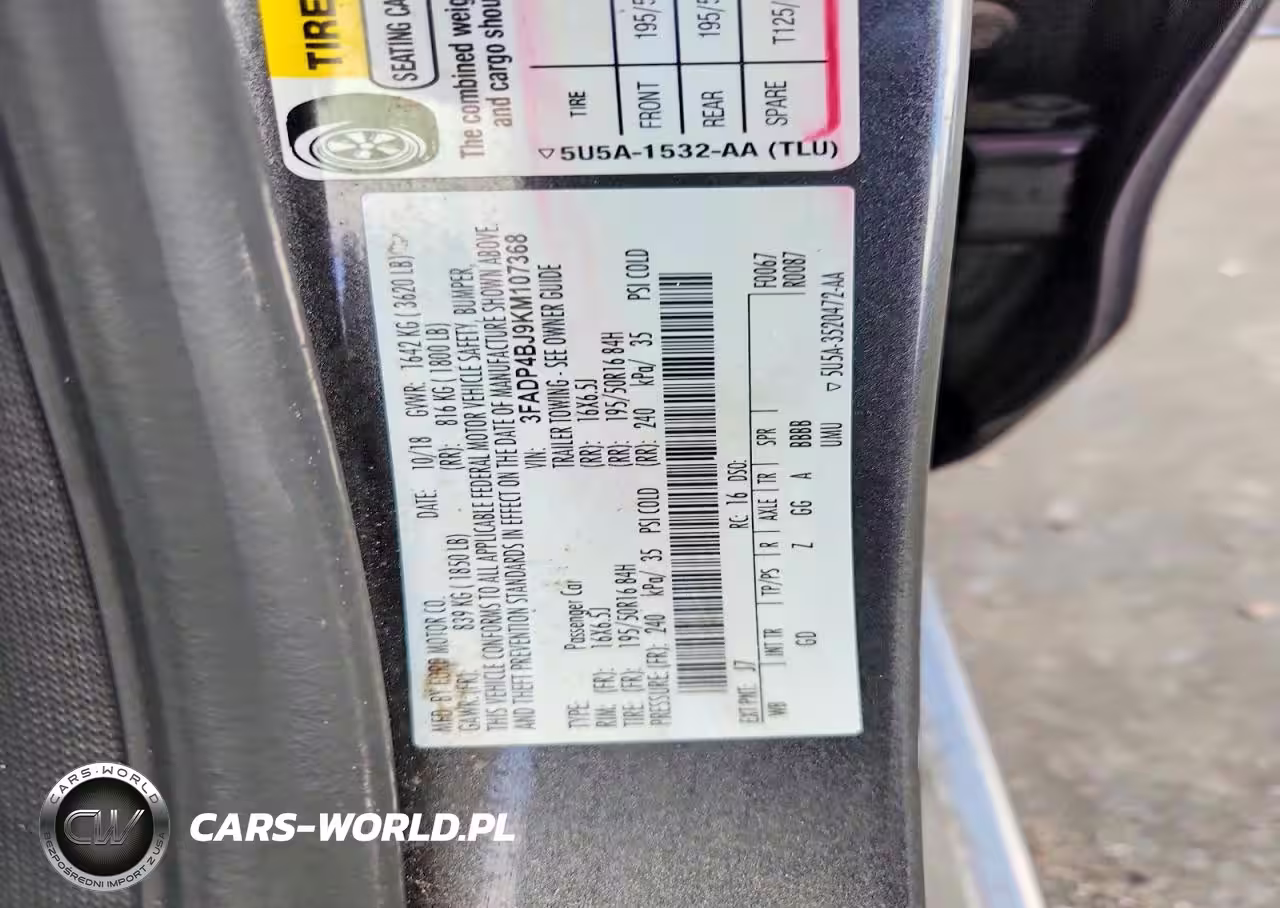 TIRE
SEATING CA
The combined weig
and cargo shou
TIRE
FRONT 195/5
REAR 195/5
SPARE T125/
▽5U5A-1532-AA (TLU)
MFD BY FORD MOTOR CO.
DATE: 10/18 GVWR: 1642 KG ( 3620 LB)
GAWR: FR: 839 KG ( 1850 LB) (RR): 816 KG ( 1800 LB)
THIS VEHICLE CONFORMS TO ALL APPLICABLE FEDERAL MOTOR VEHICLE SAFETY, BUMPER,
AND THEFT PREVENTION STANDARDS IN EFFECT ON THE DATE OF MANUFACTURE SHOWN ABOVE.
VIN: 3FADP4BJ9KM107368
TYPE: Passenger Car TRAILER TOWING - SEE OWNER GUIDE
RIM: (FR): 16X6.5J (RR): 16X6.5J
TIRE (FR): 195/50R16 84H (RR): 195/50R16 84H
PRESSURE (FR): 240 kPa/ 35 PSI COLD (RR): 240 kPa/ 35 PSI COLD
EXT PNT: J7 RC: 16 DSO: F0067
WB INT TR TP/PS R AXLE TR SPR R0087
GD Z GG A BBBB
UMU ▽5U5A-3520472-AA
CARS-WORLD
CW
BEZPOŚREDNI IMPORT Z USA
CARS-WORLD.PL